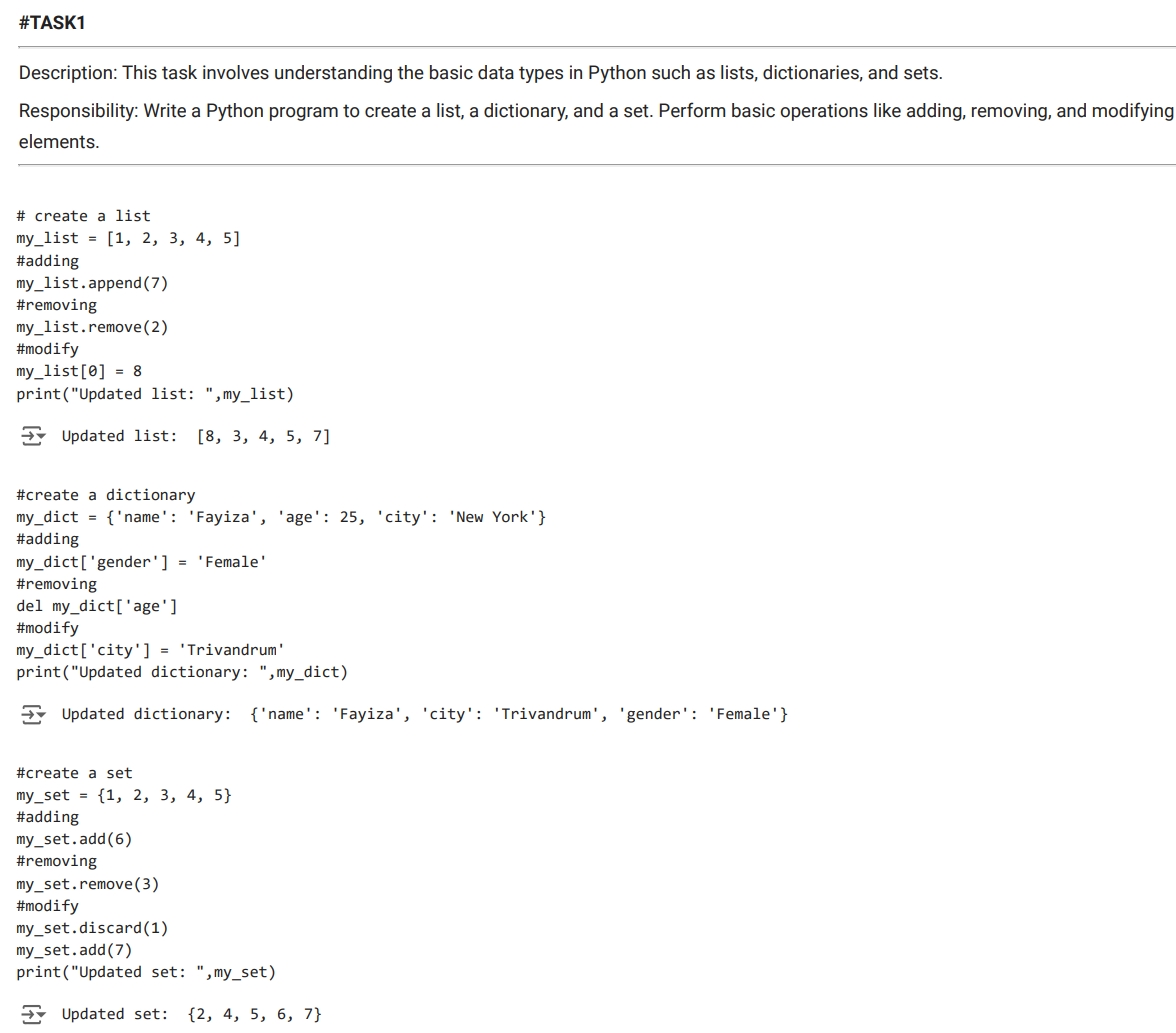 #TASK1
Description: This task involves understanding the basic data types in Python such as lists, dictionaries, and sets.
Responsibility: Write a Python program to create a list, a dictionary, and a set. Perform basic operations like adding, removing, and modifying
elements.
# create a list
my_list = [1, 2, 3, 4, 5]
#adding
my_list.append(7)
#removing
my_list.remove(2)
#modify
my_list[0] = 8
print("Updated list: ",my_list)
Updated list:  [8, 3, 4, 5, 7]
#create a dictionary
my_dict = {'name': 'Fayiza', 'age': 25, 'city': 'New York'}
#adding
my_dict['gender'] = 'Female'
#removing
del my_dict['age']
#modify
my_dict['city'] = 'Trivandrum'
print("Updated dictionary: ",my_dict)
Updated dictionary:  {'name': 'Fayiza', 'city': 'Trivandrum', 'gender': 'Female'}
#create a set
my_set = {1, 2, 3, 4, 5}
#adding
my_set.add(6)
#removing
my_set.remove(3)
#modify
my_set.discard(1)
my_set.add(7)
print("Updated set: ",my_set)
Updated set:  {2, 4, 5, 6, 7}